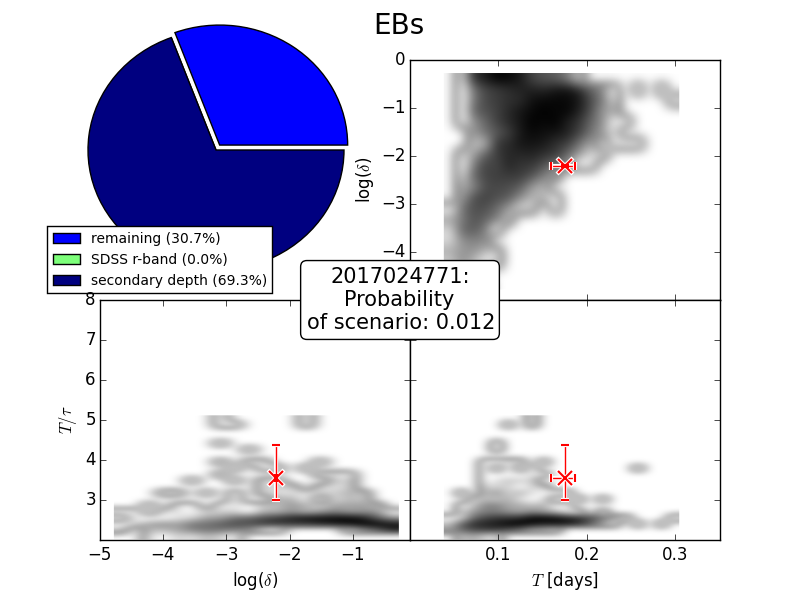 EBs
remaining (30.7%)
SDSS r-band (0.0%)
secondary depth (69.3%)
0
−1
−2
−3
−4
log(δ)
2017024771:
Probability
of scenario: 0.012
8
7
6
5
4
3
T/τ
−5 −4 −3 −2 −1
log(δ)
0.1 0.2 0.3
T [days]